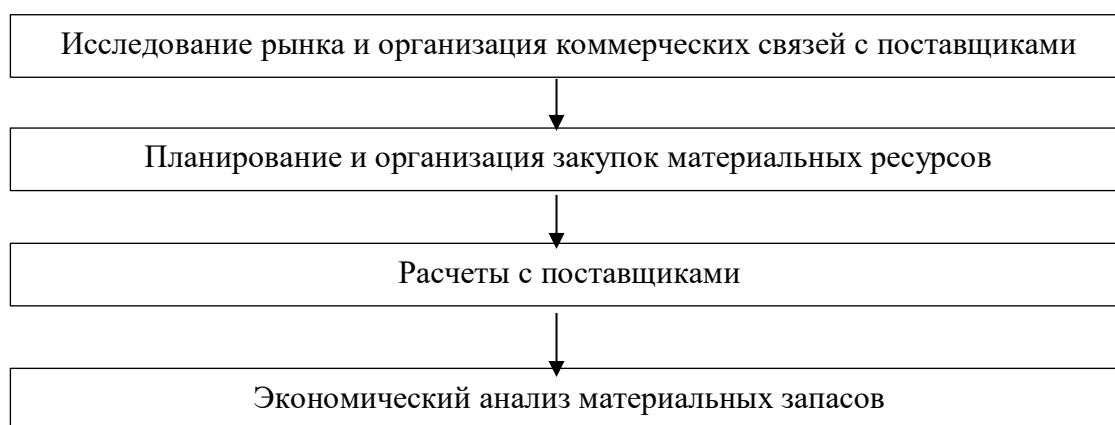 Исследование рынка и организация коммерческих связей с поставщиками
Планирование и организация закупок материальных ресурсов
Расчеты с поставщиками
Экономический анализ материальных запасов